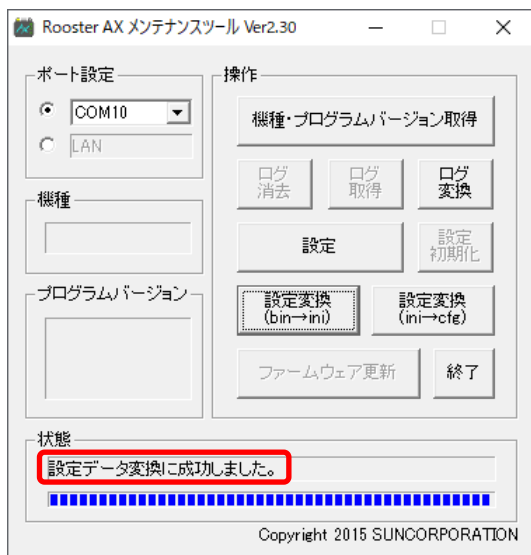 Rooster AX メンテナンスツール Ver2.30
ポート設定
COM10
LAN
機種
プログラムバージョン
操作
機種・プログラムバージョン取得
ログ
消去
ログ
取得
ログ
変換
設定
設定
初期化
設定変換
(bin→ini)
設定変換
(ini→cfg)
ファームウェア更新
終了
状態
設定データ変換に成功しました。
Copyright 2015 SUNCORPORATION